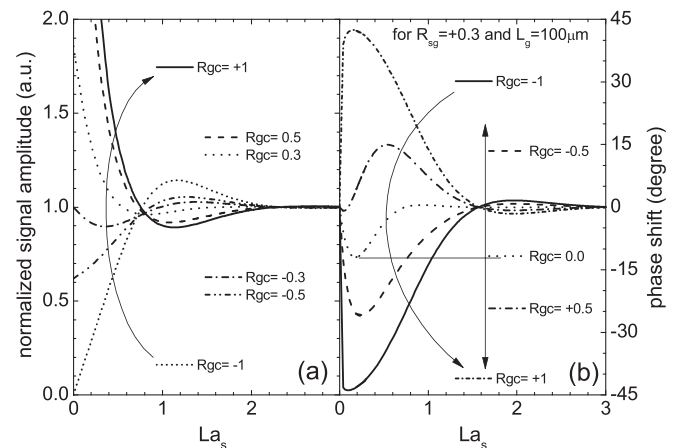 normalized signal amplitude (a.u.)
2.0
1.5
1.0
0.5
0.0
Rgc= +1
Rgc= 0.5
Rgc= 0.3
Rgc= -0.3
Rgc= -0.5
Rgc= -1
(a)
0
1
2
La_s
for R_sg=+0.3 and L_g=100μm
Rgc= -1
Rgc= -0.5
Rgc= 0.0
Rgc= +0.5
Rgc= +1
(b)
0
1
2
3
La_s
45
30
15
0
-15
-30
-45
phase shift (degree)